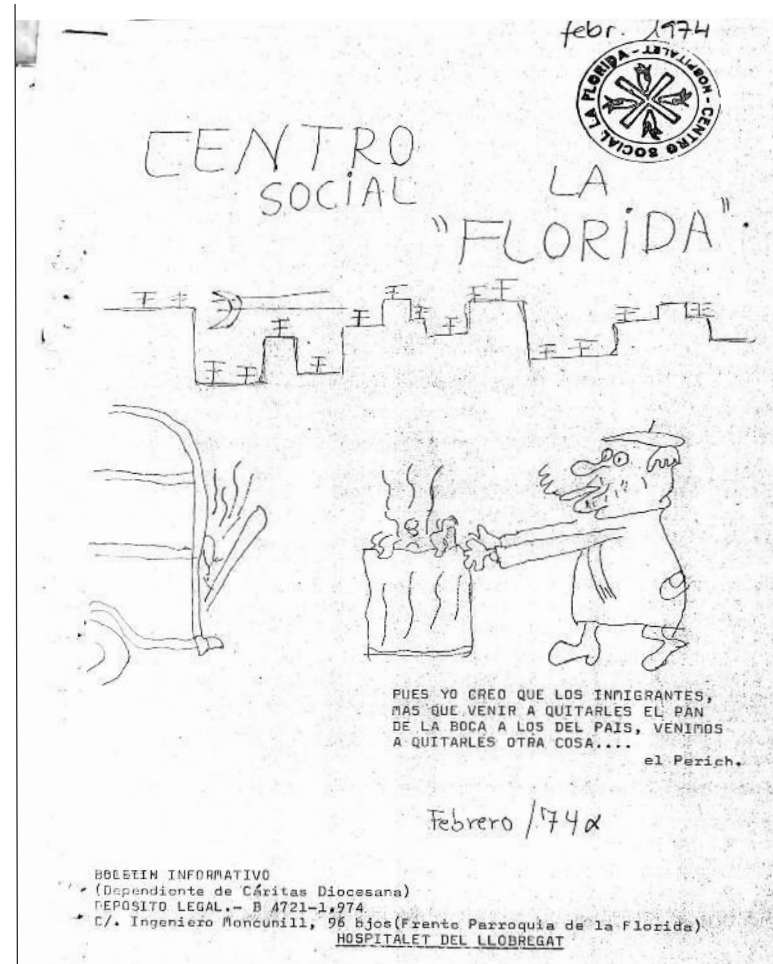 febr. 1974
HOSPITALET - CENTRO SOCIAL LA FLORIDA -
CENTRO
SOCiAL
LA
"FLORiDA"
PUES YO CREO QUE LOS INMIGRANTES,
MAS QUE VENIR A QUITARLES EL PAN
DE LA BOCA A LOS DEL PAIS, VENIMOS
A QUITARLES OTRA COSA....
el Perich.
Febrero /74
BOLETIN INFORMATIVO
(Dependiente de Cáritas Diocesana)
DEPOSITO LEGAL.- B 4721-1.974
C/. Ingeniero Moncunill, 96 bjos(Frente Parroquia de la Florida)
HOSPITALET DEL LLOBREGAT